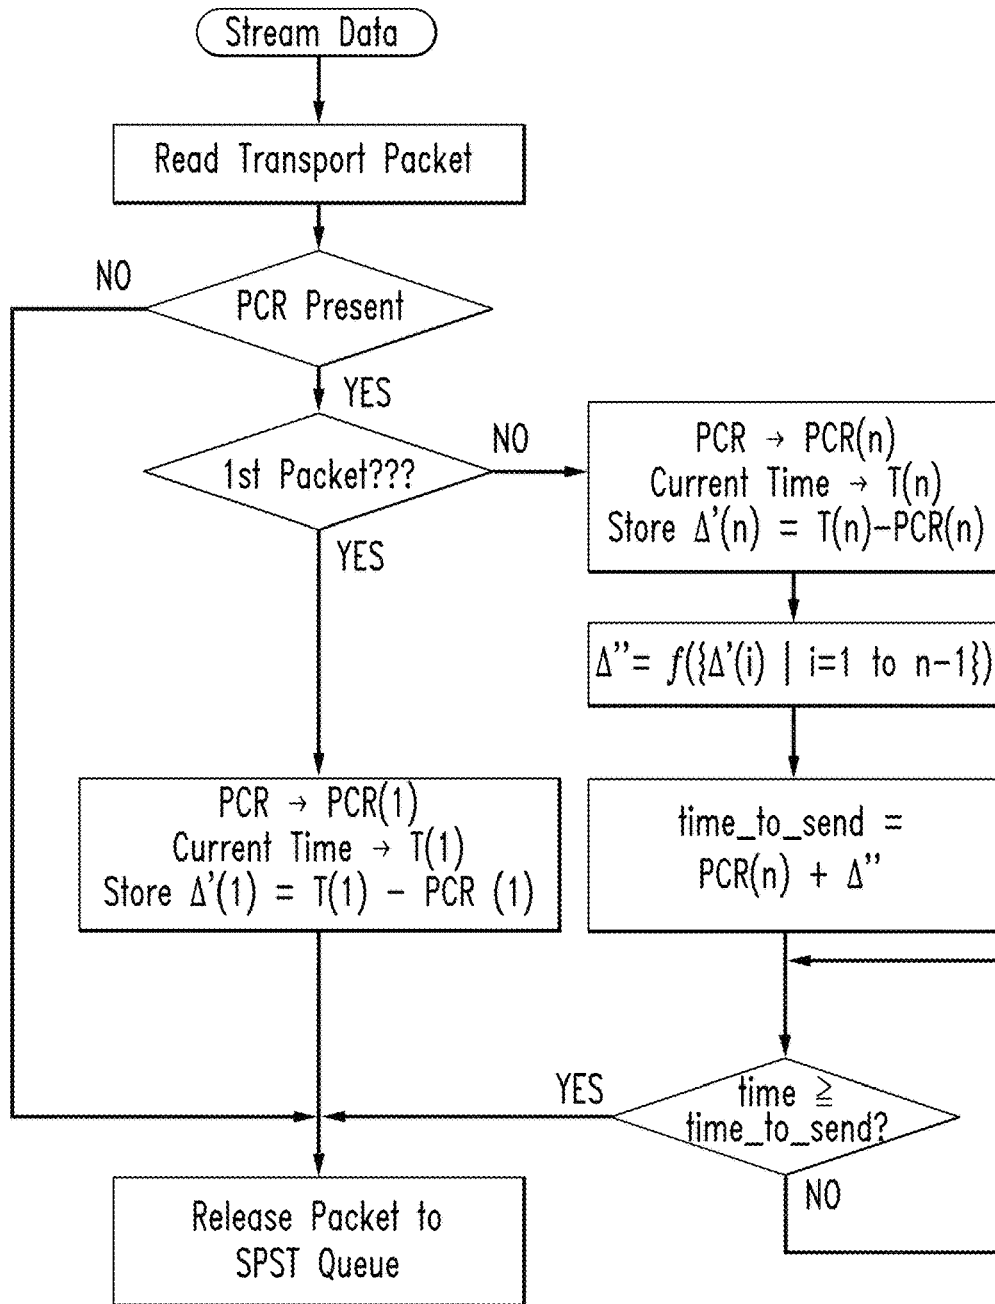 Stream Data
Read Transport Packet
NO
PCR Present
YES
1st Packet???
NO
PCR → PCR(n)
Current Time → T(n)
Store Δ'(n) = T(n)-PCR(n)
YES
Δ''= f({Δ'(i) | i=1 to n-1})
PCR → PCR(1)
Current Time → T(1)
Store Δ'(1) = T(1) - PCR (1)
time_to_send =
PCR(n) + Δ''
YES
time ≧
time_to_send?
NO
Release Packet to
SPST Queue